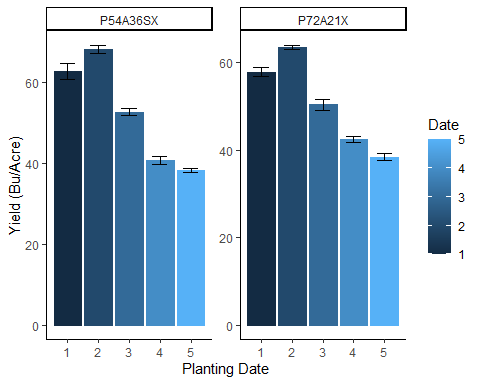 P54A36SX
P72A21X
Yield (Bu/Acre)
60
40
20
0
60
40
20
0
1 2 3 4 5
1 2 3 4 5
Planting Date
Date
5
4
3
2
1